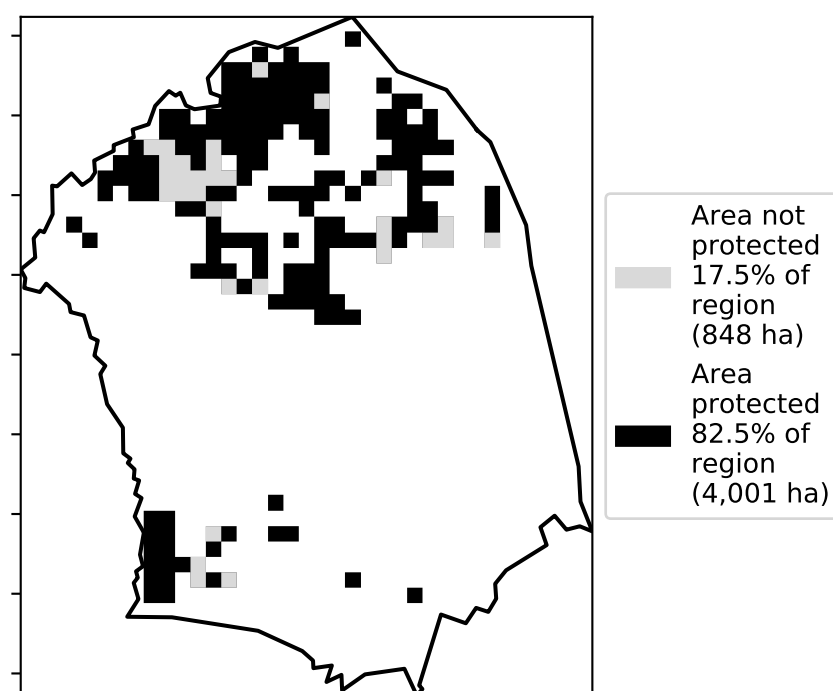 Area not
protected
17.5% of
region
(848 ha)
Area
protected
82.5% of
region
(4,001 ha)